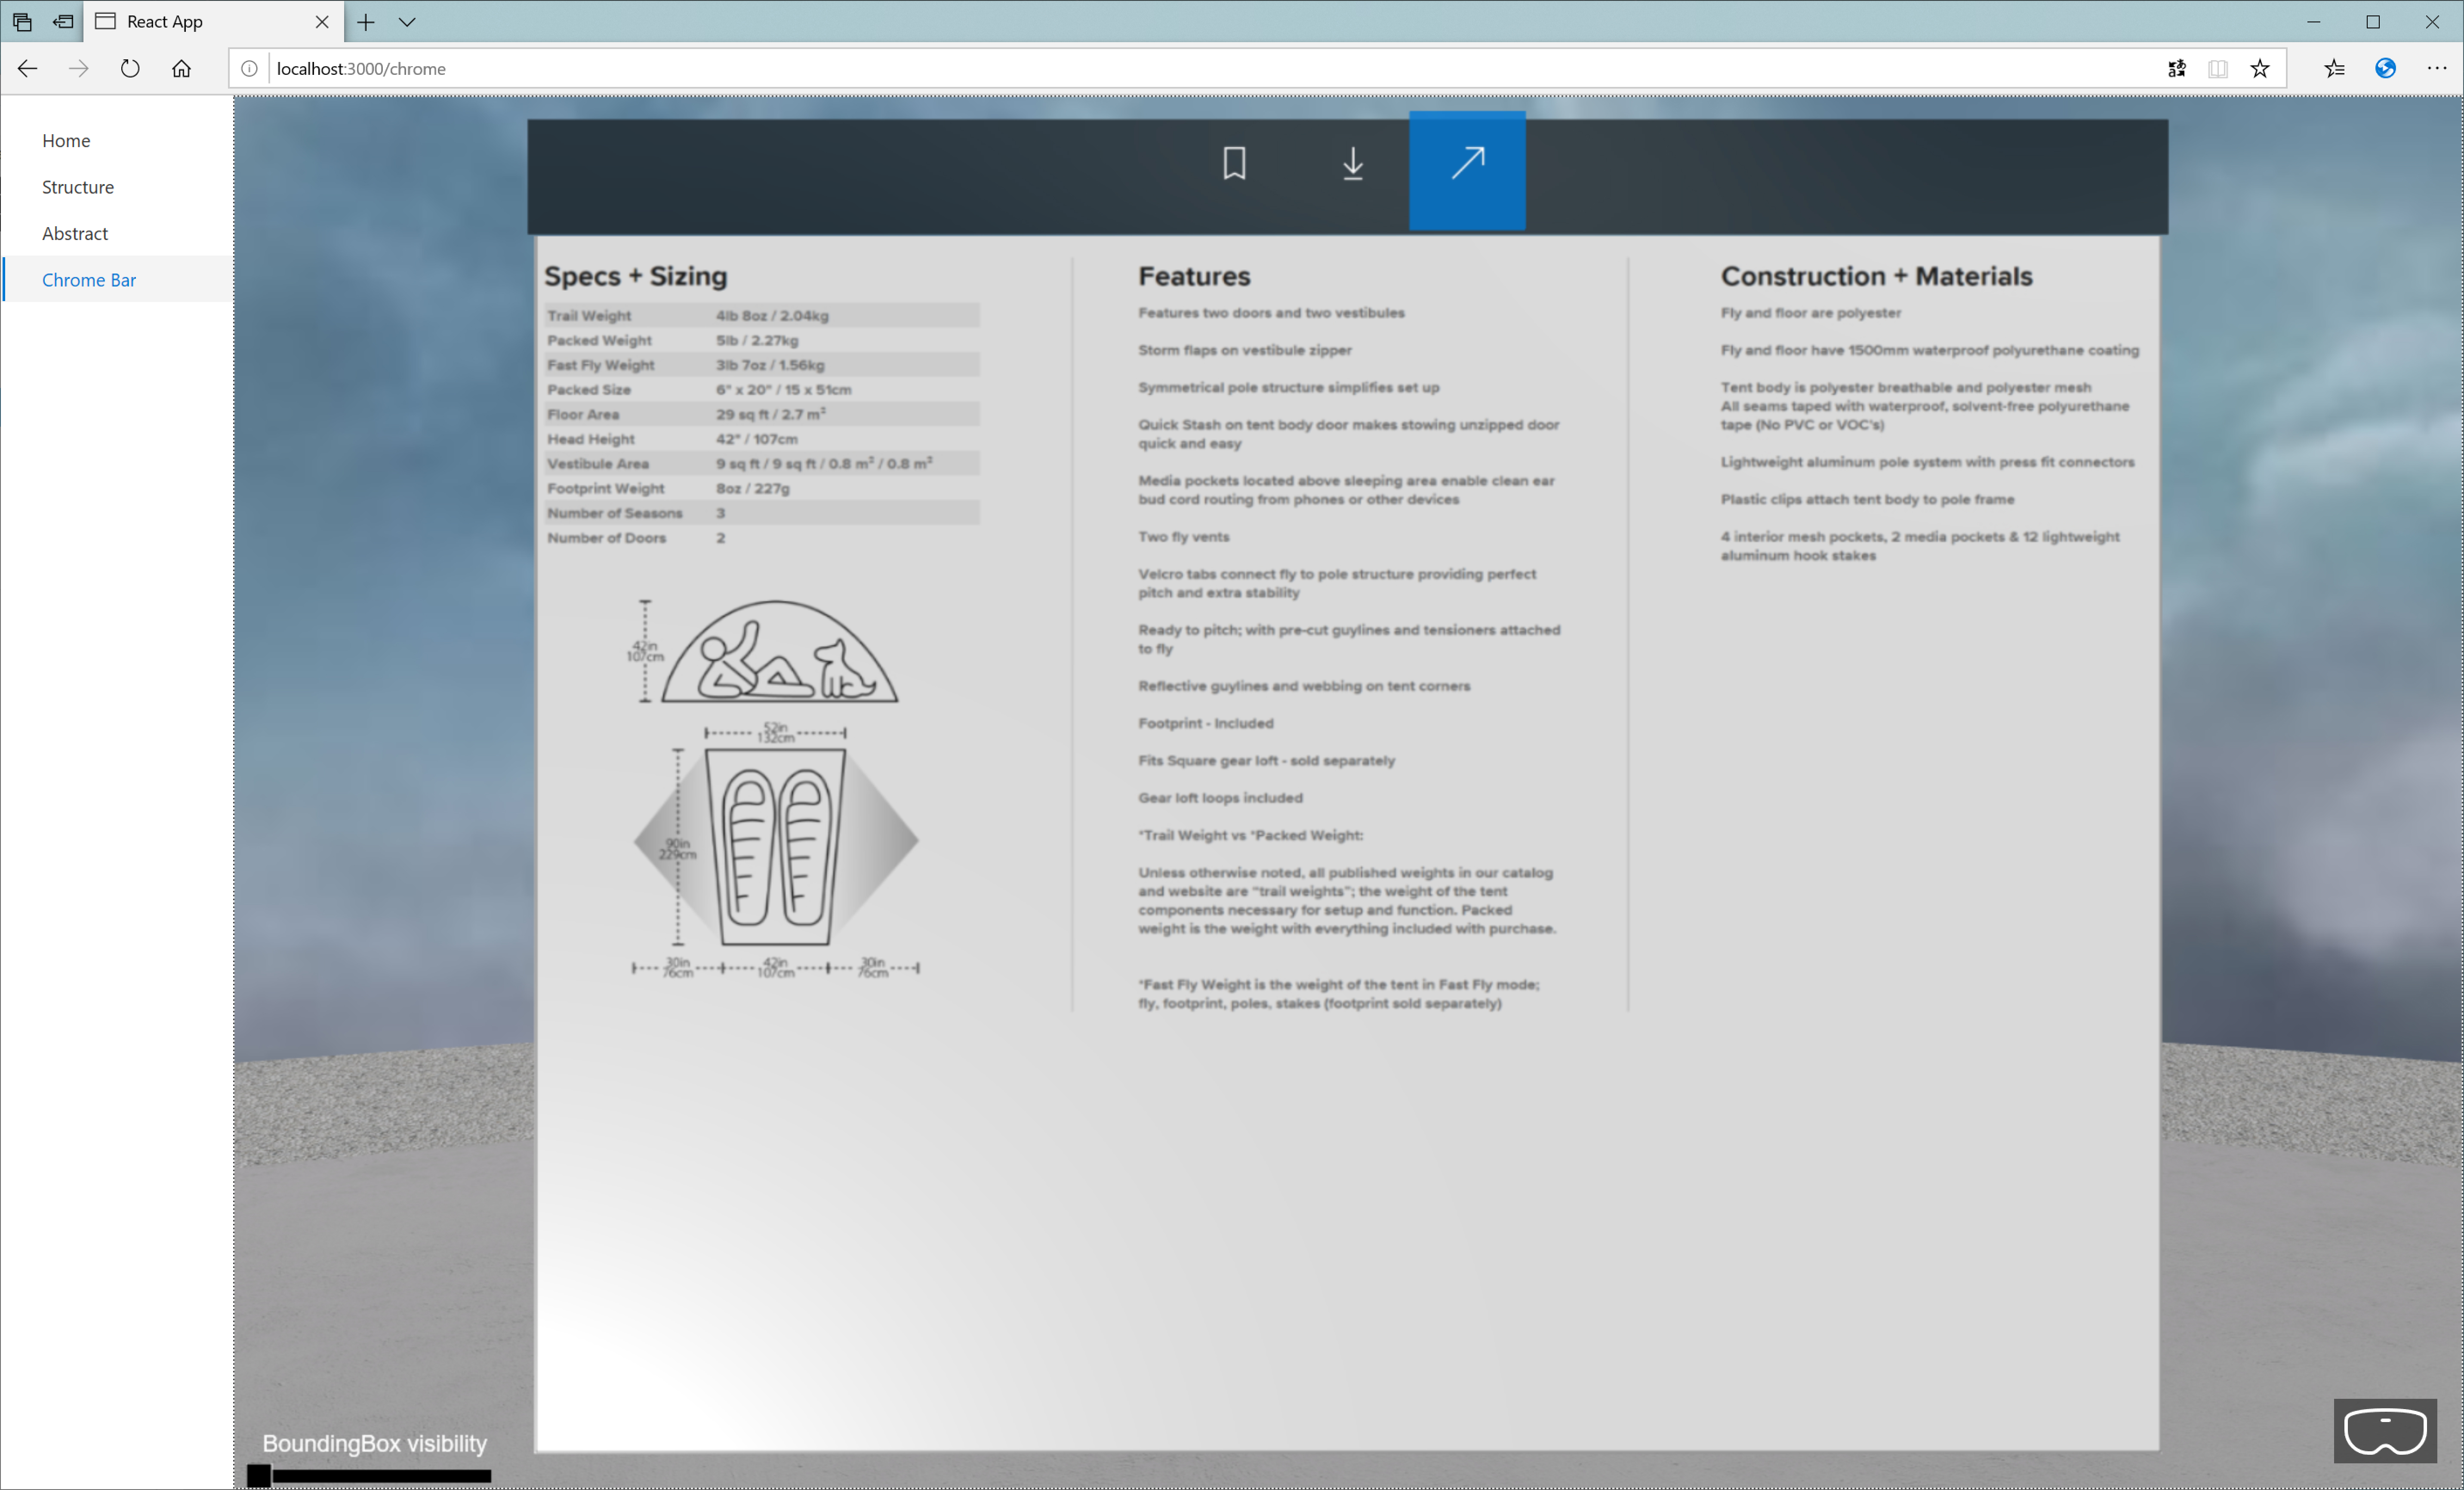 React App
localhost:3000/chrome
Home
Structure
Abstract
Chrome Bar
Specs + Sizing
Trail Weight 4lb 8oz / 2.04kg
Packed Weight 5lb / 2.27kg
Fast Fly Weight 3lb 7oz / 1.56kg
Packed Size 6" x 20" / 15 x 51cm
Floor Area 29 sq ft / 2.7 m²
Head Height 42" / 107cm
Vestibule Area 9 sq ft / 9 sq ft / 0.8 m² / 0.8 m²
Footprint Weight 8oz / 227g
Number of Seasons 3
Number of Doors 2
42in
107cm
52in
132cm
90in
229cm
30in 42in 30in
76cm 107cm 76cm
Features
Features two doors and two vestibules
Storm flaps on vestibule zipper
Symmetrical pole structure simplifies set up
Quick Stash on tent body door makes stowing unzipped door
quick and easy
Media pockets located above sleeping area enable clean ear
bud cord routing from phones or other devices
Two fly vents
Velcro tabs connect fly to pole structure providing perfect
pitch and extra stability
Ready to pitch; with pre-cut guylines and tensioners attached
to fly
Reflective guylines and webbing on tent corners
Footprint - Included
Fits Square gear loft - sold separately
Gear loft loops included
*Trail Weight vs *Packed Weight:
Unless otherwise noted, all published weights in our catalog
and website are “trail weights”; the weight of the tent
components necessary for setup and function. Packed
weight is the weight with everything included with purchase.
*Fast Fly Weight is the weight of the tent in Fast Fly mode;
fly, footprint, poles, stakes (footprint sold separately)
Construction + Materials
Fly and floor are polyester
Fly and floor have 1500mm waterproof polyurethane coating
Tent body is polyester breathable and polyester mesh
All seams taped with waterproof, solvent-free polyurethane
tape (No PVC or VOC's)
Lightweight aluminum pole system with press fit connectors
Plastic clips attach tent body to pole frame
4 interior mesh pockets, 2 media pockets & 12 lightweight
aluminum hook stakes
BoundingBox visibility